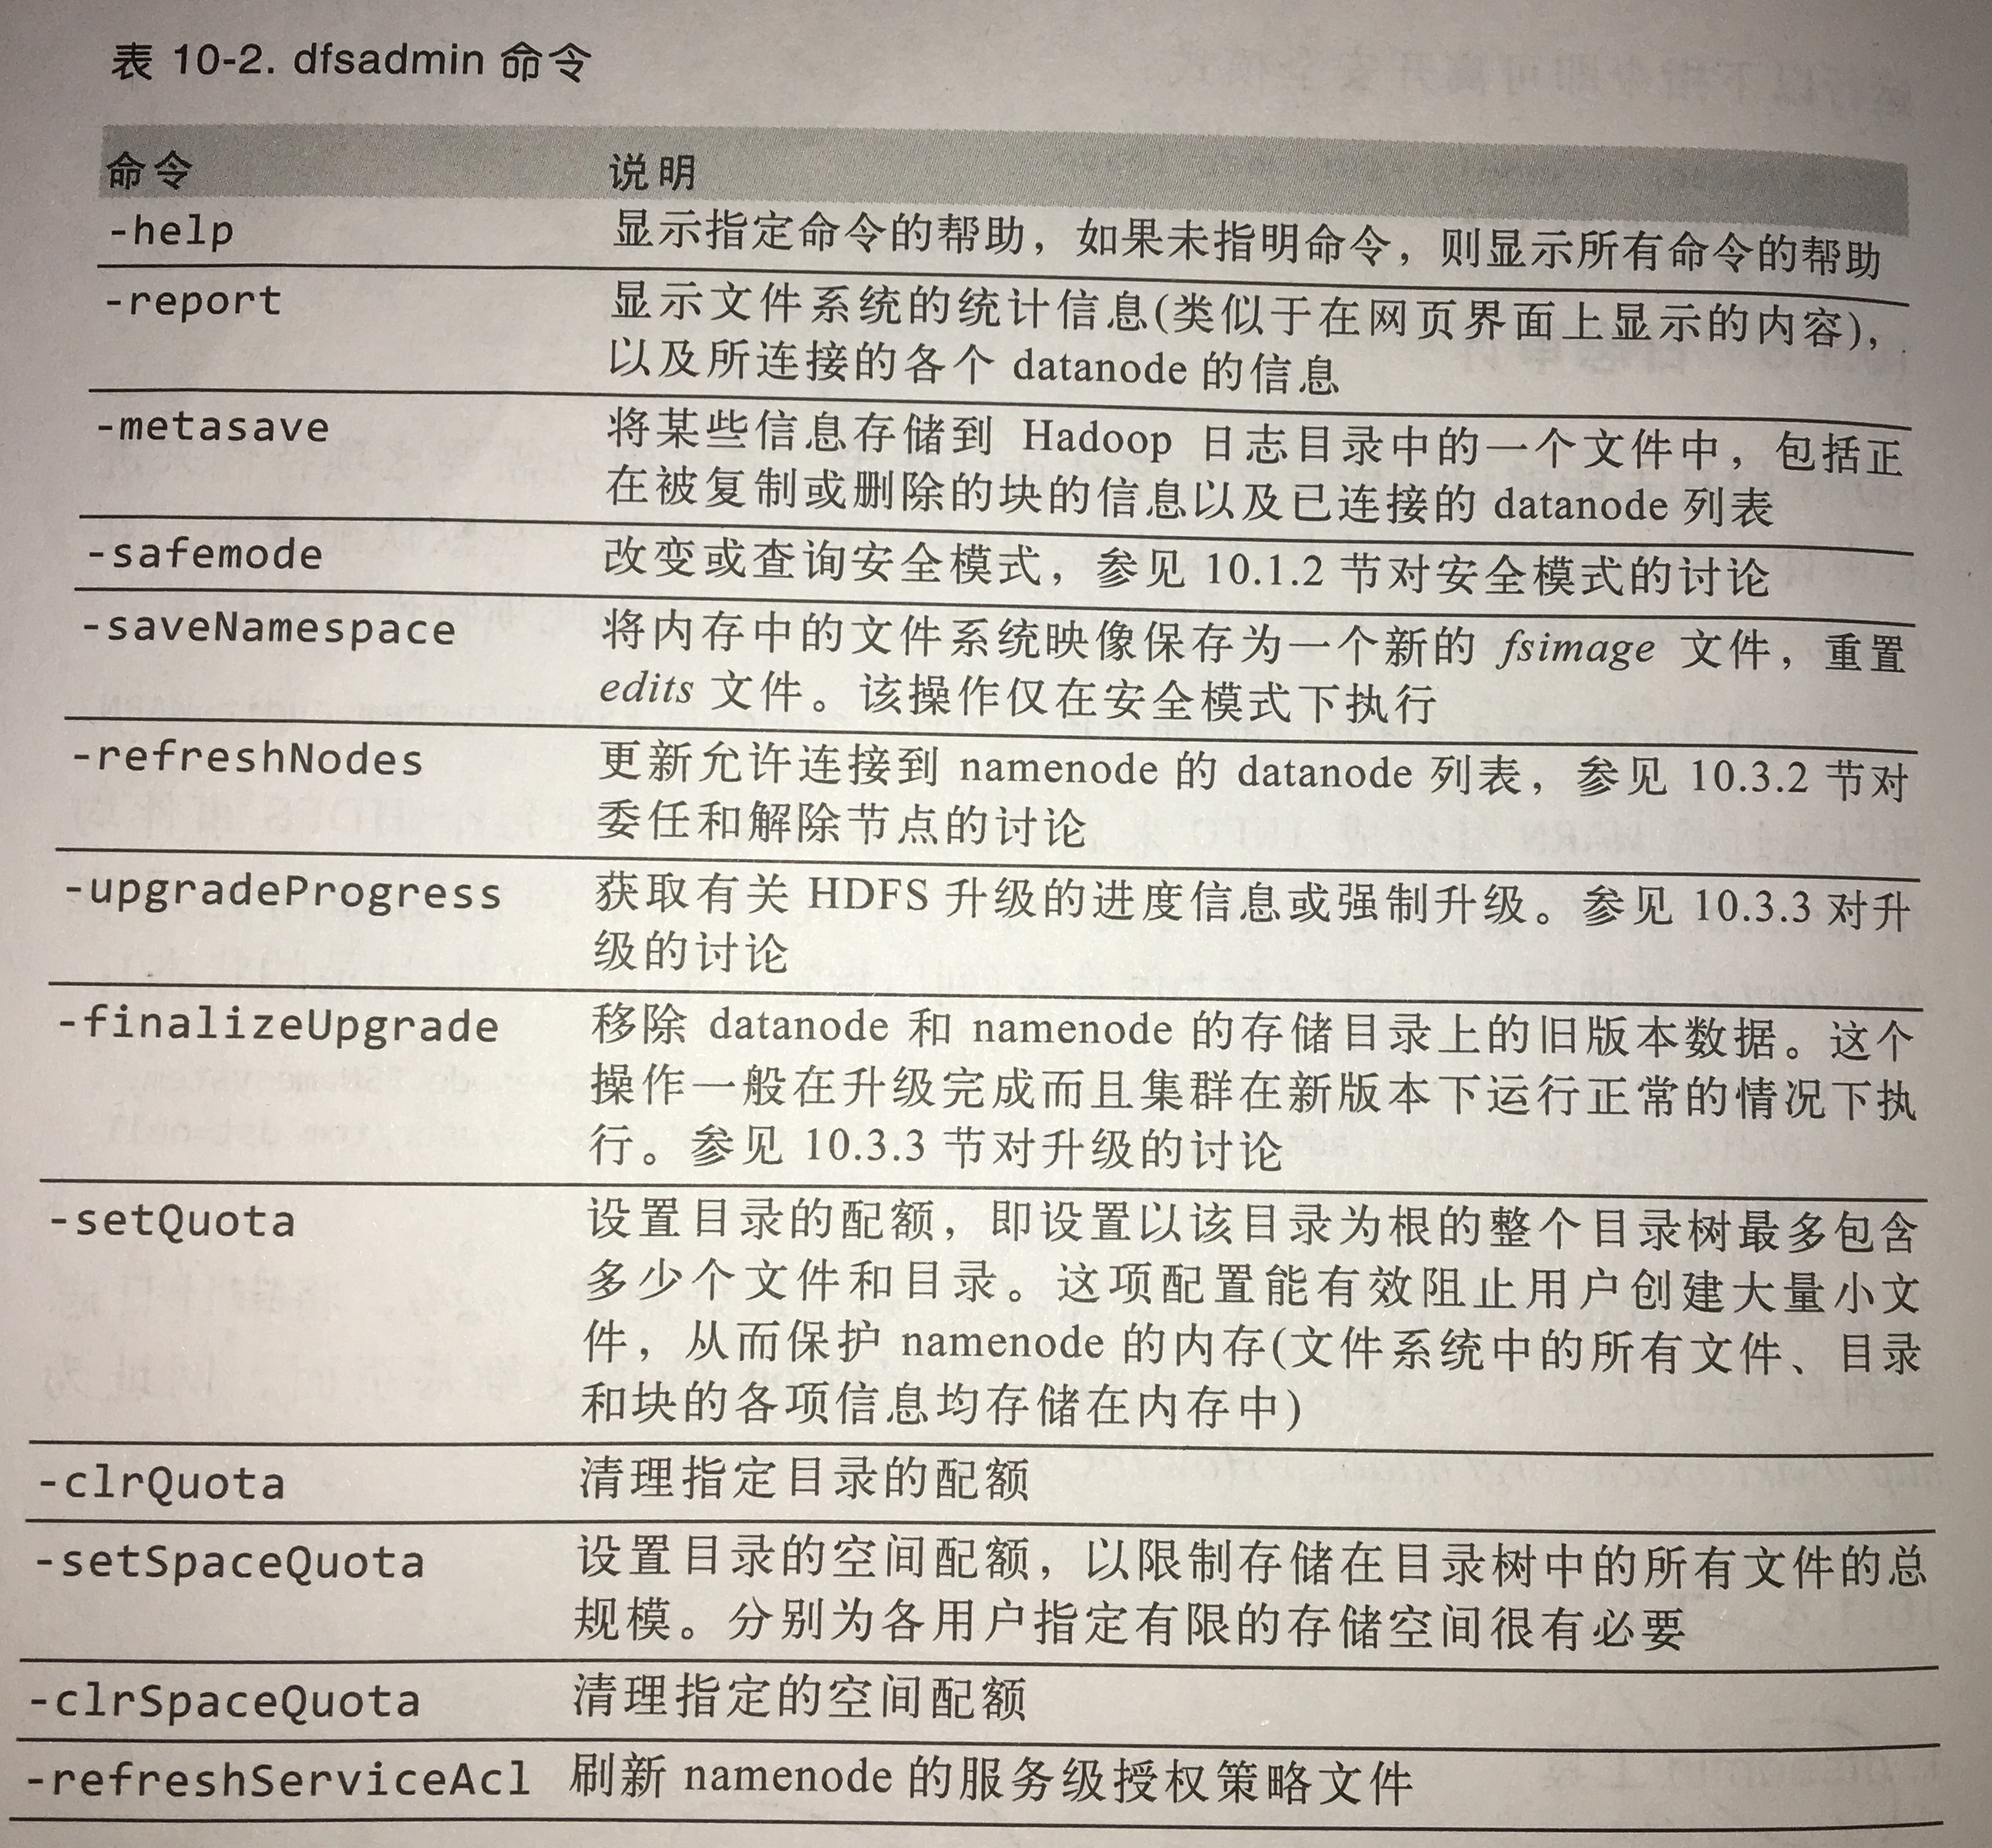 表 10-2. dfsadmin 命令
命令 说明
-help 显示指定命令的帮助，如果未指明命令，则显示所有命令的帮助
-report 显示文件系统的统计信息(类似于在网页界面上显示的内容)，
以及所连接的各个 datanode 的信息
-metasave 将某些信息存储到 Hadoop 日志目录中的一个文件中，包括正
在被复制或删除的块的信息以及已连接的 datanode 列表
-safemode 改变或查询安全模式，参见 10.1.2 节对安全模式的讨论
-saveNamespace 将内存中的文件系统映像保存为一个新的 fsimage 文件，重置
edits 文件。该操作仅在安全模式下执行
-refreshNodes 更新允许连接到 namenode 的 datanode 列表，参见 10.3.2 节对
委任和解除节点的讨论
-upgradeProgress 获取有关 HDFS 升级的进度信息或强制升级。参见 10.3.3 对升
级的讨论
-finalizeUpgrade 移除 datanode 和 namenode 的存储目录上的旧版本数据。这个
操作一般在升级完成而且集群在新版本下运行正常的情况下执
行。参见 10.3.3 节对升级的讨论
-setQuota 设置目录的配额，即设置以该目录为根的整个目录树最多包含
多少个文件和目录。这项配置能有效阻止用户创建大量小文
件，从而保护 namenode 的内存(文件系统中的所有文件、目录
和块的各项信息均存储在内存中)
-clrQuota 清理指定目录的配额
-setSpaceQuota 设置目录的空间配额，以限制存储在目录树中的所有文件的总
规模。分别为各用户指定有限的存储空间很有必要
-clrSpaceQuota 清理指定的空间配额
-refreshServiceAcl 刷新 namenode 的服务级授权策略文件